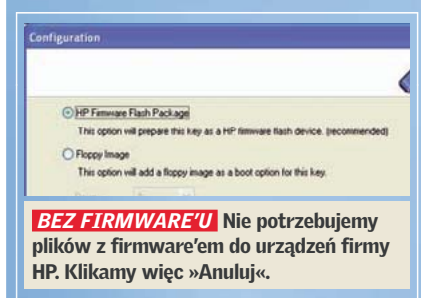 Configuration
HP Firmware Flash Package
This option will prepare this key as a HP firmware flash device. (recommended)
Floppy Image
This option will add a floppy image as a boot option for this key.
BEZ FIRMWARE'U Nie potrzebujemy
plików z firmware'em do urządzeń firmy
HP. Klikamy więc »Anuluj«.